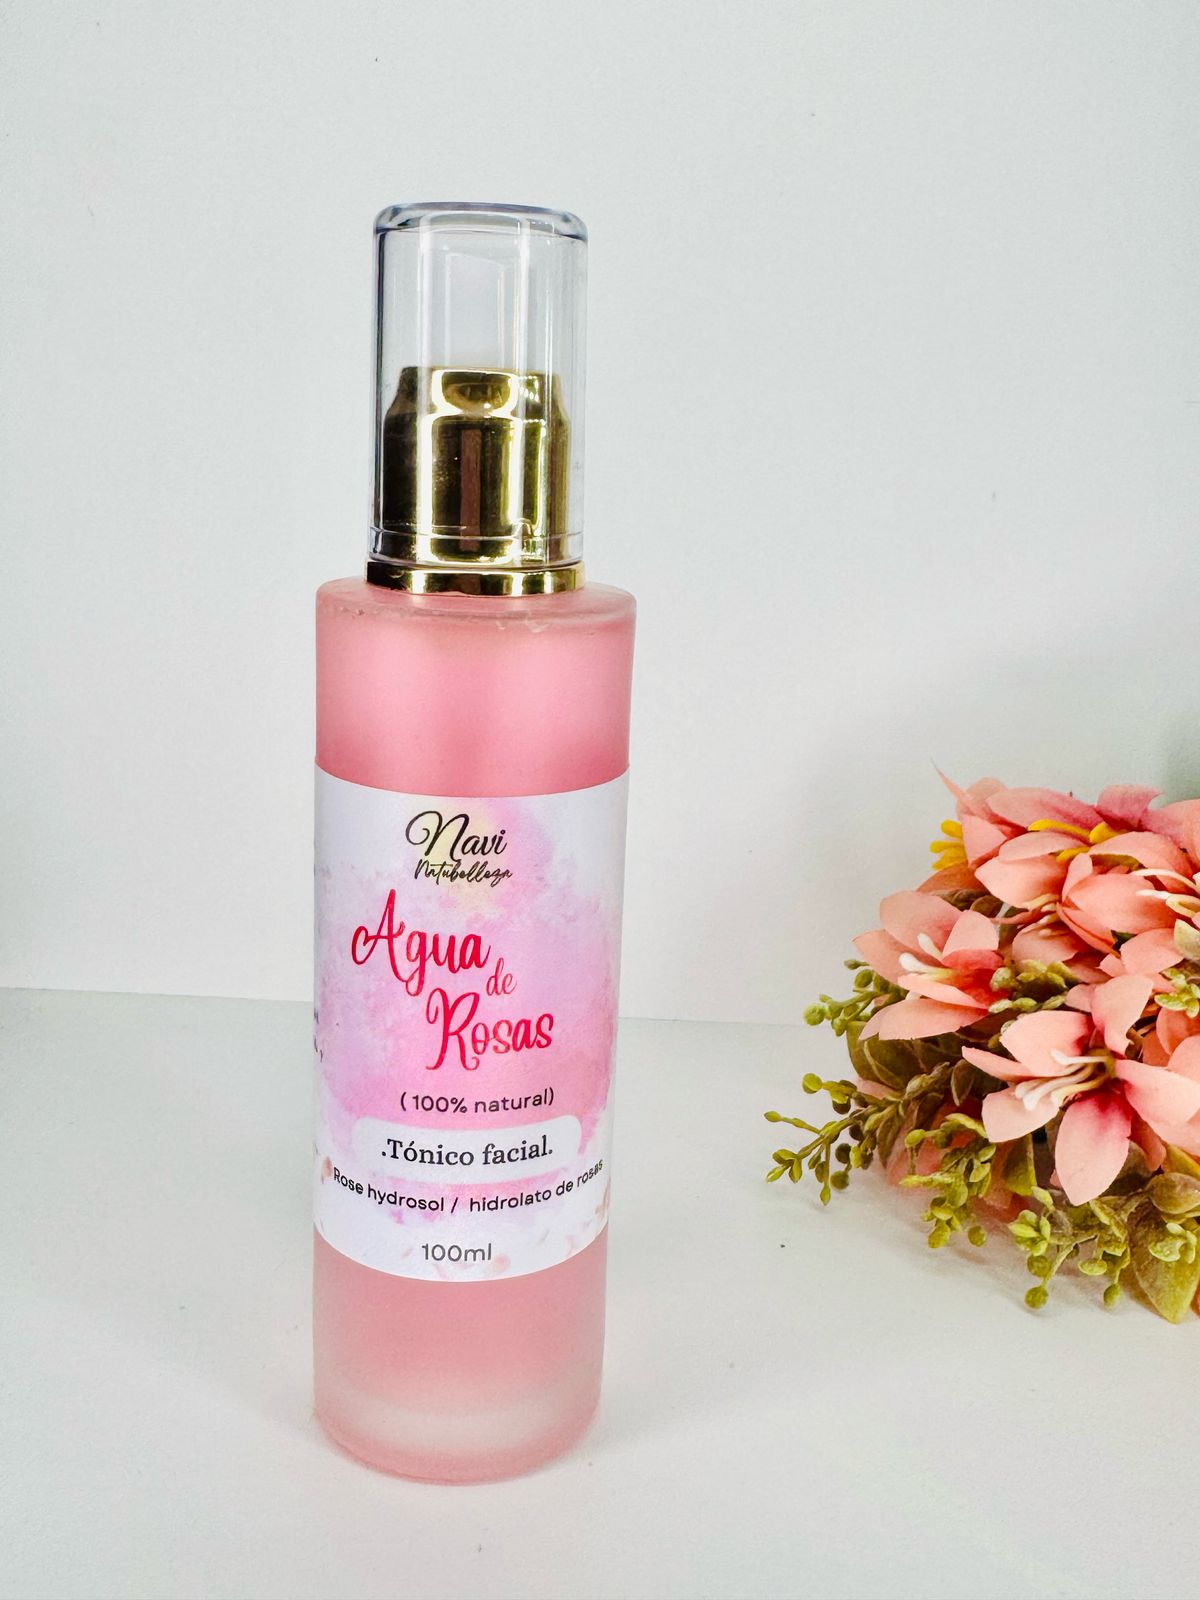 Navi
Natubelleza
Agua
de
Rosas
( 100% natural)
.Tónico facial.
Rose hydrosol / hidrolato de rosas
100ml